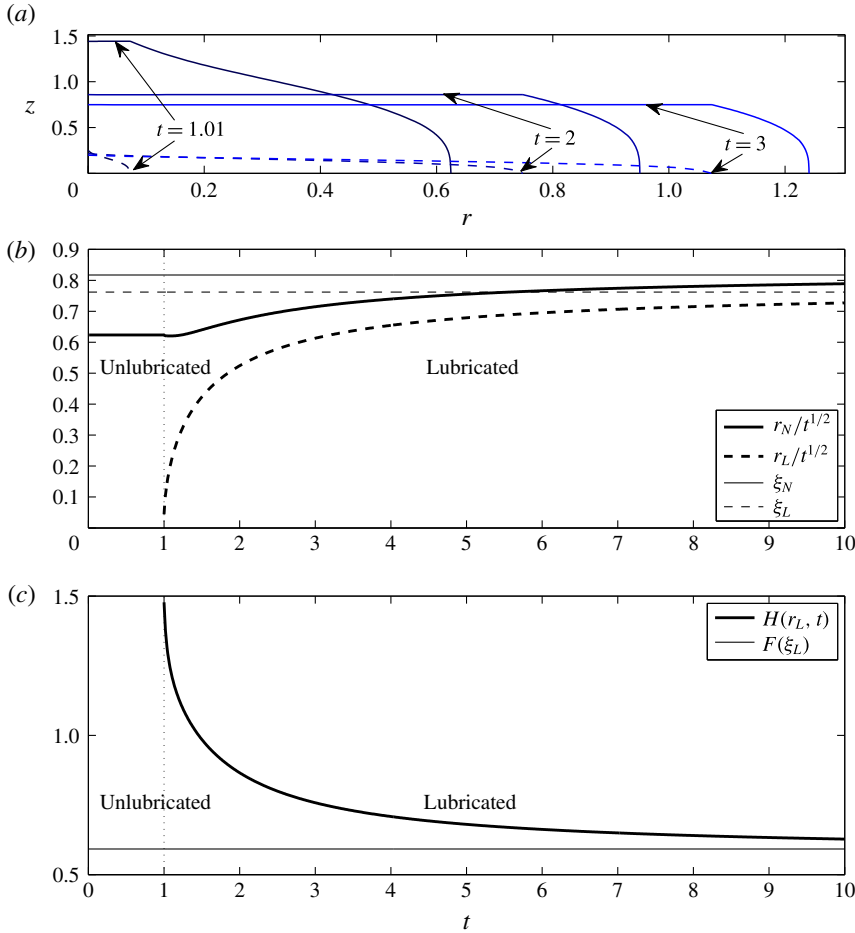 (a)
1.5
1.0
z
0.5
t = 1.01
t = 2
t = 3
0 0.2 0.4 0.6 0.8 1.0 1.2
r
(b)
0.9
0.8
0.7
0.6
0.5
0.4
0.3
0.2
0.1
Unlubricated
Lubricated
r_N/t^{1/2}
r_L/t^{1/2}
ξ_N
ξ_L
0 1 2 3 4 5 6 7 8 9 10
(c)
1.5
1.0
0.5
H(r_L, t)
F(ξ_L)
Unlubricated
Lubricated
0 1 2 3 4 5 6 7 8 9 10
t